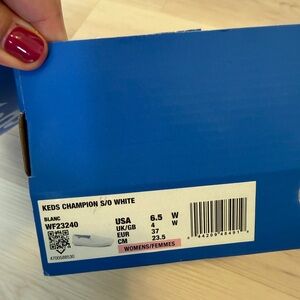 KEDS CHAMPION S/O WHITE
BLANC
WF23240
USA 6.5 W
UK/GB 4 W
EUR 37
CM 23.5
WOMENS/FEMMES